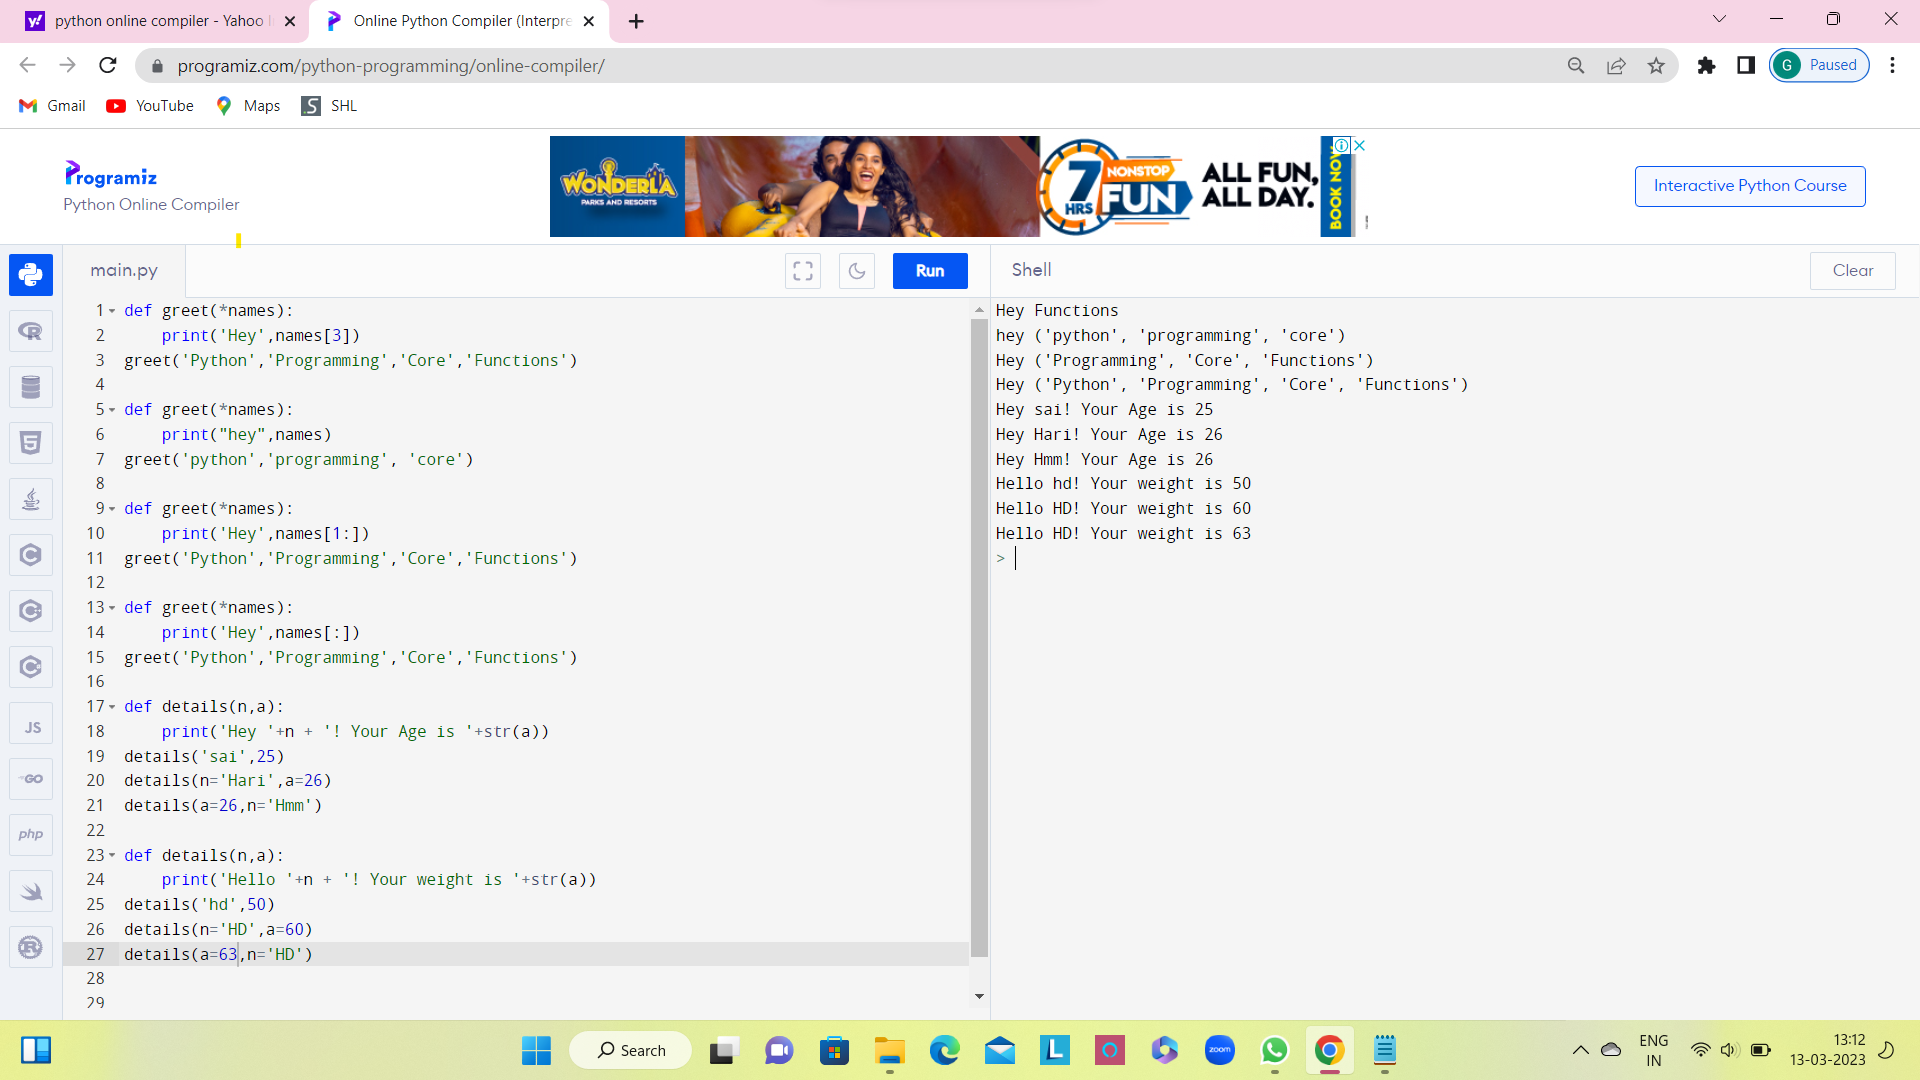 python online compiler - Yahoo I
Online Python Compiler (Interpre
programiz.com/python-programming/online-compiler/
G Paused
Gmail YouTube Maps SHL
Programiz
Python Online Compiler
WONDERLA
PARKS AND RESORTS
7 HRS NONSTOP FUN
ALL FUN,
ALL DAY.
BOOK NOW
Interactive Python Course
main.py
Run
Shell
Clear
1 def greet(*names):
2     print('Hey',names[3])
3 greet('Python','Programming','Core','Functions')
4
5 def greet(*names):
6     print("hey",names)
7 greet('python','programming', 'core')
8
9 def greet(*names):
10     print('Hey',names[1:])
11 greet('Python','Programming','Core','Functions')
12
13 def greet(*names):
14     print('Hey',names[:])
15 greet('Python','Programming','Core','Functions')
16
17 def details(n,a):
18     print('Hey '+n + '! Your Age is '+str(a))
19 details('sai',25)
20 details(n='Hari',a=26)
21 details(a=26,n='Hmm')
22
23 def details(n,a):
24     print('Hello '+n + '! Your weight is '+str(a))
25 details('hd',50)
26 details(n='HD',a=60)
27 details(a=63,n='HD')
28
29
Hey Functions
hey ('python', 'programming', 'core')
Hey ('Programming', 'Core', 'Functions')
Hey ('Python', 'Programming', 'Core', 'Functions')
Hey sai! Your Age is 25
Hey Hari! Your Age is 26
Hey Hmm! Your Age is 26
Hello hd! Your weight is 50
Hello HD! Your weight is 60
Hello HD! Your weight is 63
>
R
5
C
C
C
JS
GO
php
Search
L
zoom
ENG
IN
13:12
13-03-2023